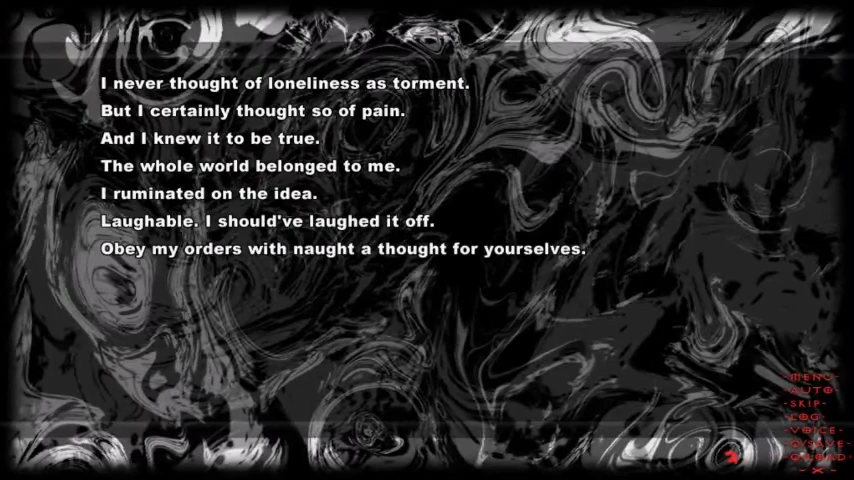 I never thought of loneliness as torment.
But I certainly thought so of pain.
And I knew it to be true.
The whole world belonged to me.
I ruminated on the idea.
Laughable. I should've laughed it off.
Obey my orders with naught a thought for yourselves.
-MENU-
-AUTO-
-SKIP-
-LOG-
-VOICE-
-Q.SAVE-
-Q.LOAD-
-X-